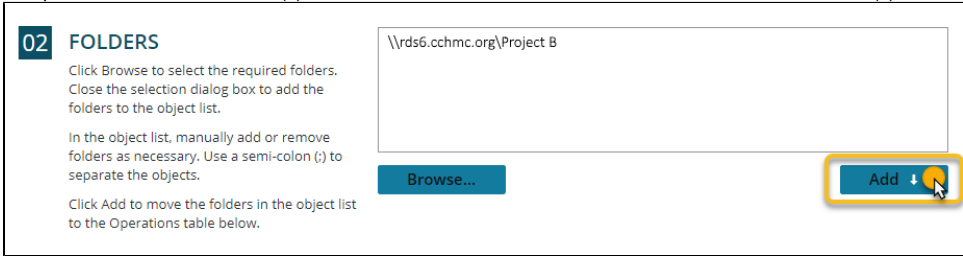 02 FOLDERS
\\rds6.cchmc.org\Project B
Click Browse to select the required folders.
Close the selection dialog box to add the
folders to the object list.
In the object list, manually add or remove
folders as necessary. Use a semi-colon (;) to
separate the objects.
Browse...
Add
Click Add to move the folders in the object list
to the Operations table below.